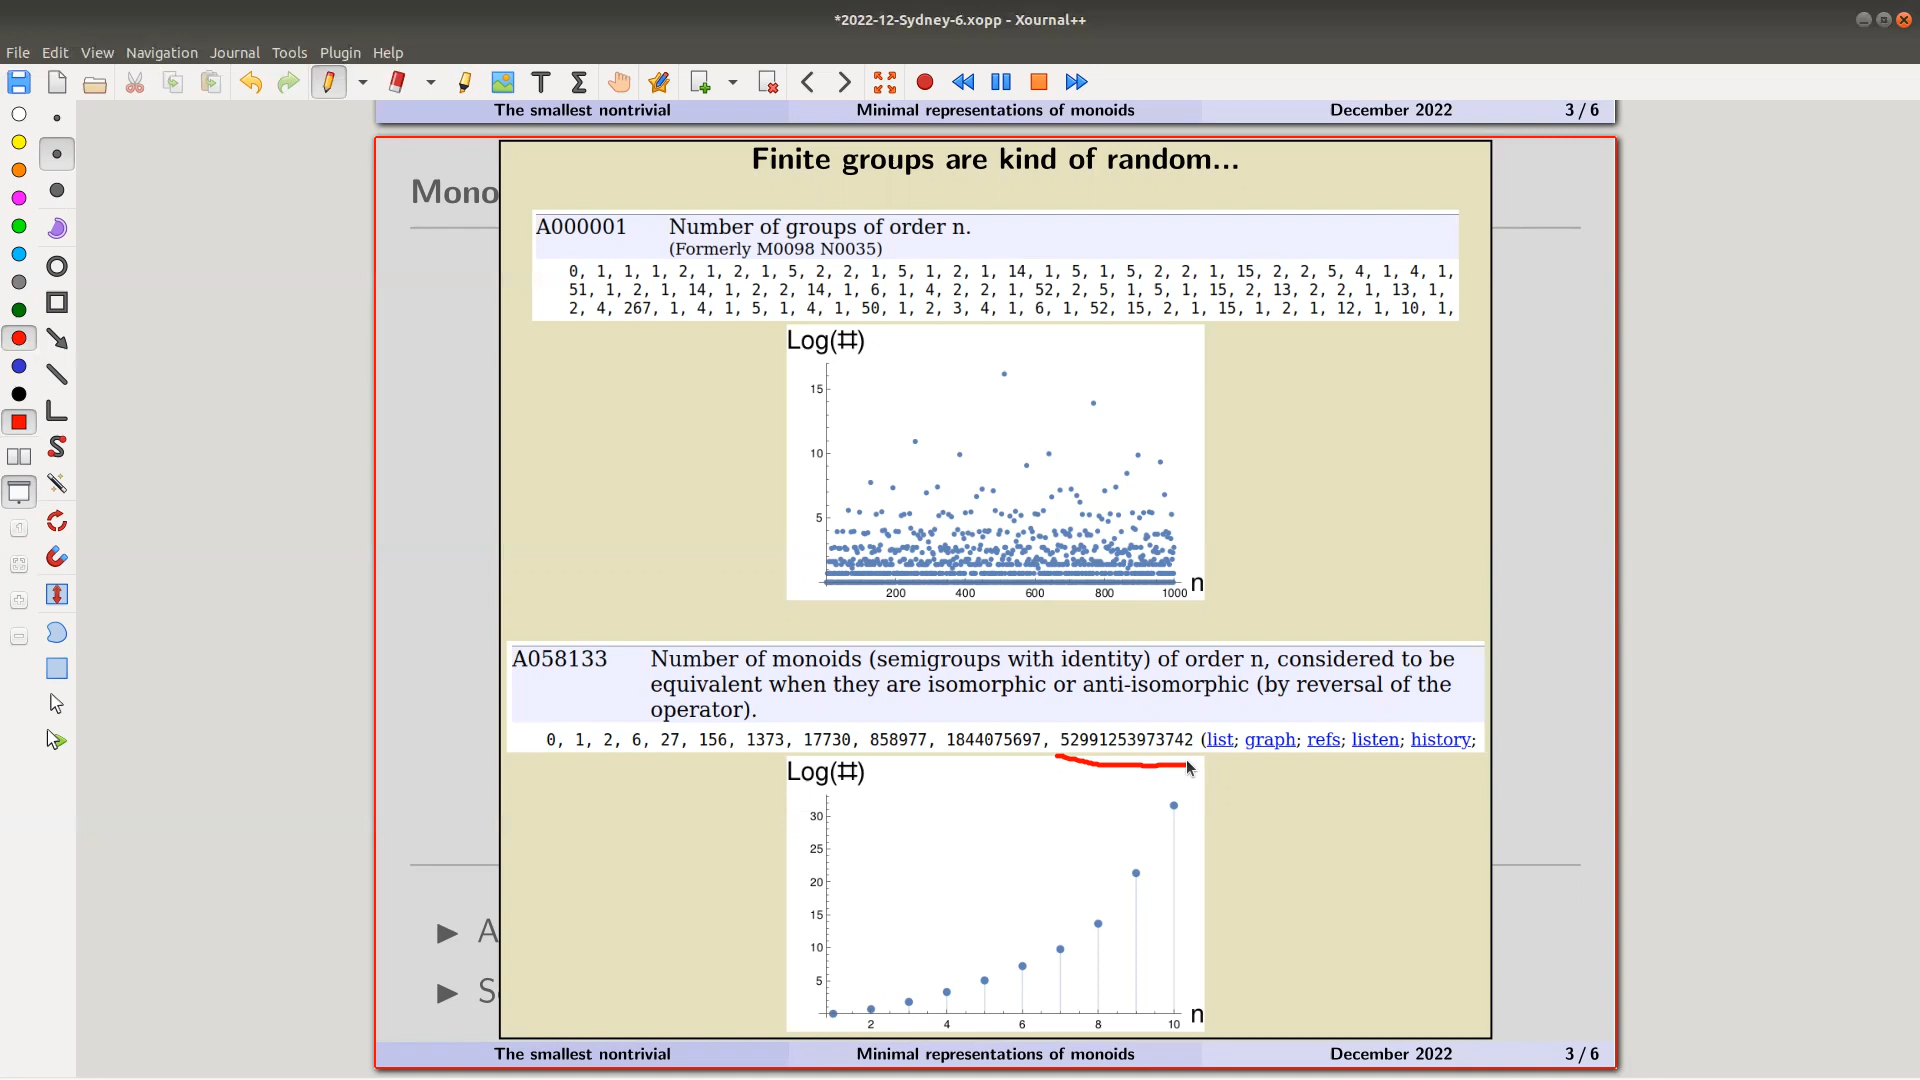 *2022-12-Sydney-6.xopp - Xournal++
File Edit View Navigation Journal Tools Plugin Help
The smallest nontrivial Minimal representations of monoids December 2022 3 / 6
Finite groups are kind of random...
Mono
A000001 Number of groups of order n.
(Formerly M0098 N0035)
0, 1, 1, 1, 2, 1, 2, 1, 5, 2, 2, 1, 5, 1, 2, 1, 14, 1, 5, 1, 5, 2, 2, 1, 15, 2, 2, 5, 4, 1, 4, 1,
51, 1, 2, 1, 14, 1, 2, 2, 14, 1, 6, 1, 4, 2, 2, 1, 52, 2, 5, 1, 5, 1, 15, 2, 13, 2, 2, 1, 13, 1,
2, 4, 267, 1, 4, 1, 5, 1, 4, 1, 50, 1, 2, 3, 4, 1, 6, 1, 52, 15, 2, 1, 15, 1, 2, 1, 12, 1, 10, 1,
Log(#)
15
10
5
200 400 600 800 1000 n
A058133 Number of monoids (semigroups with identity) of order n, considered to be
equivalent when they are isomorphic or anti-isomorphic (by reversal of the
operator).
0, 1, 2, 6, 27, 156, 1373, 17730, 858977, 1844075697, 52991253973742 (list; graph; refs; listen; history;
Log(#)
30
25
20
15
10
5
2 4 6 8 10 n
A
S
The smallest nontrivial Minimal representations of monoids December 2022 3 / 6